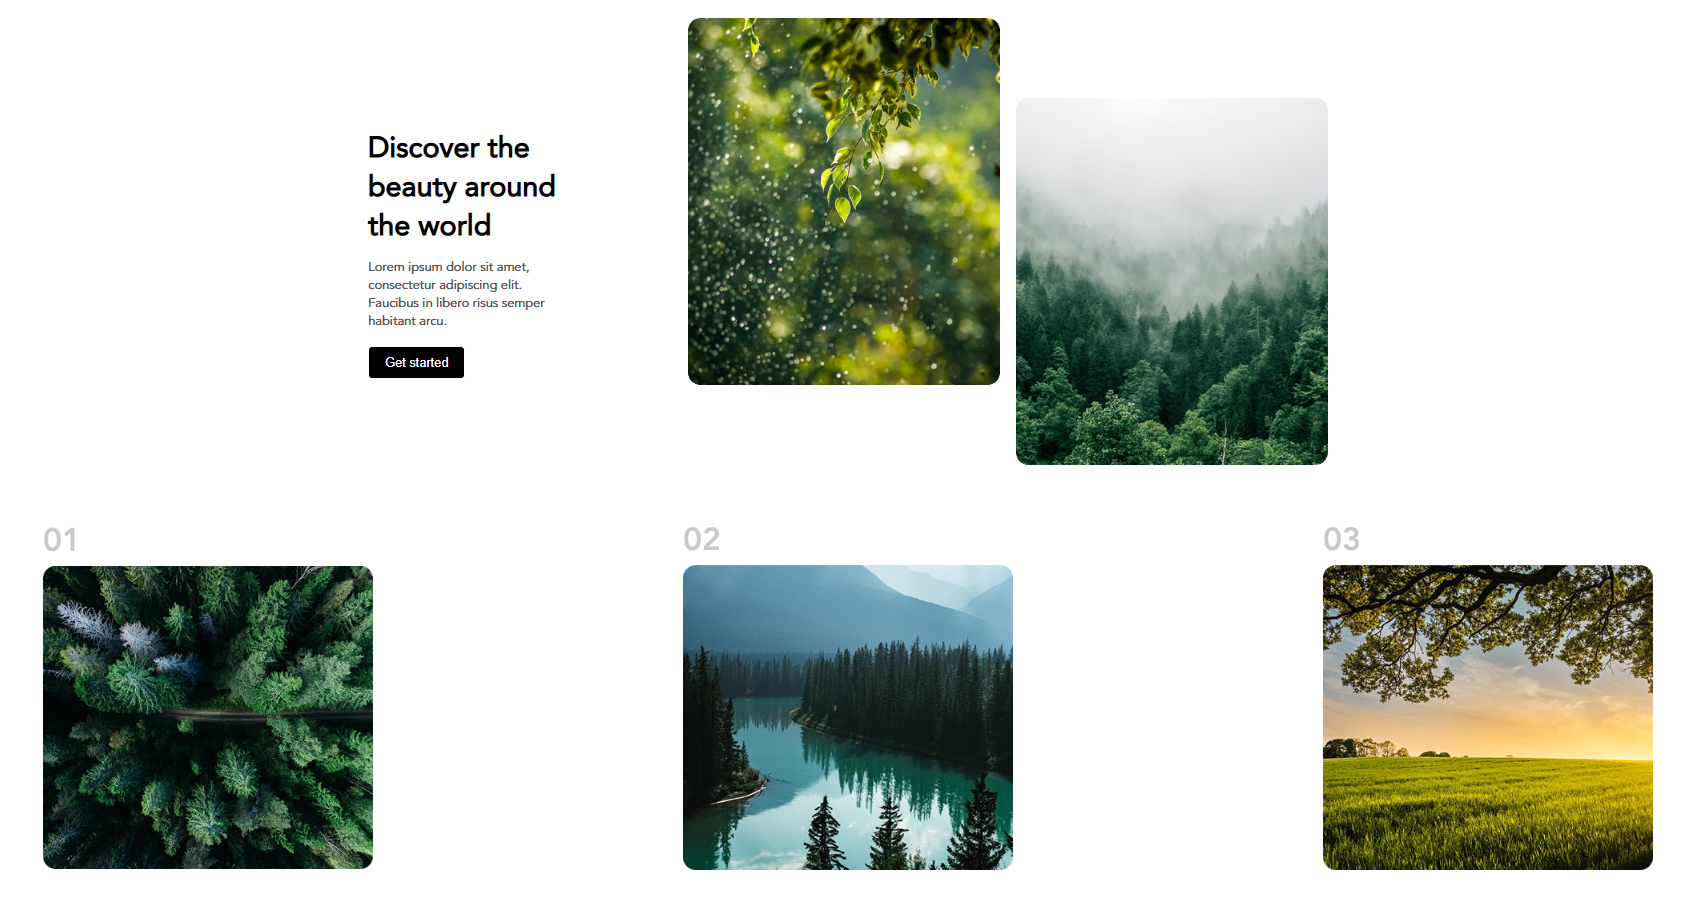 Discover the
beauty around
the world
Lorem ipsum dolor sit amet,
consectetur adipiscing elit.
Faucibus in libero risus semper
habitant arcu.
Get started
01
02
03